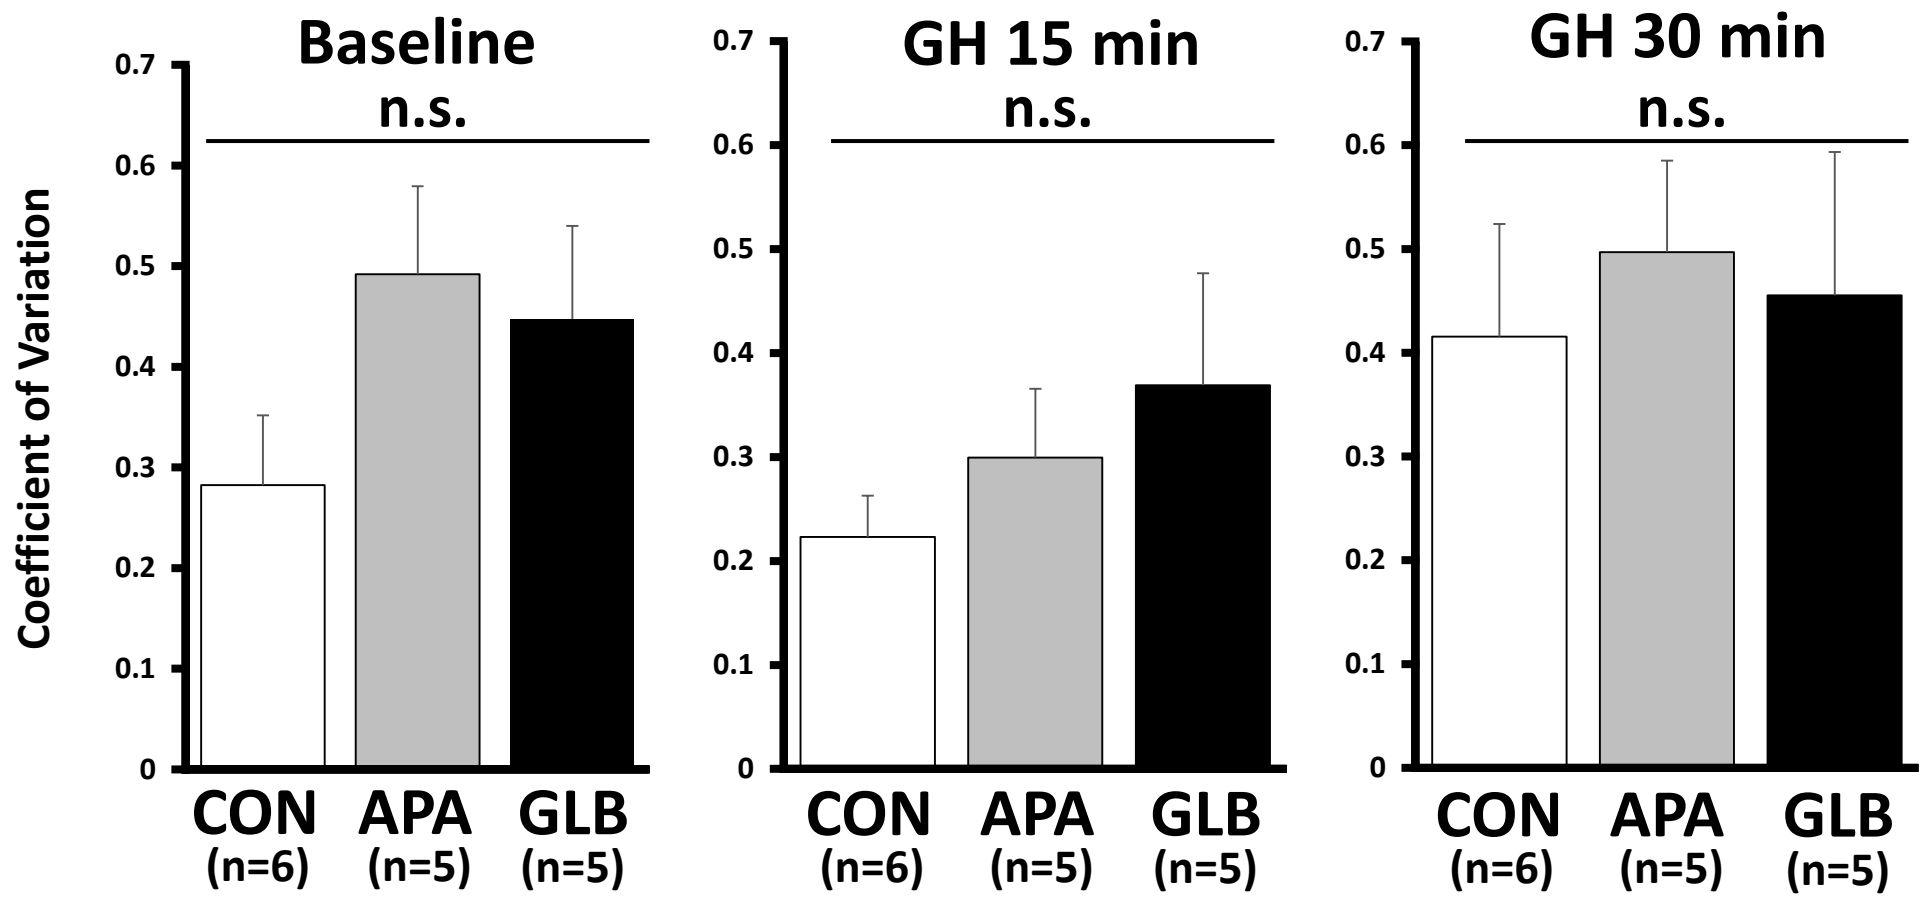 Coefficient of Variation
Baseline
n.s.
0.7
0.6
0.5
0.4
0.3
0.2
0.1
0
CON APA GLB
(n=6) (n=5) (n=5)
GH 15 min
n.s.
0.7
0.6
0.5
0.4
0.3
0.2
0.1
0
CON APA GLB
(n=6) (n=5) (n=5)
GH 30 min
n.s.
0.7
0.6
0.5
0.4
0.3
0.2
0.1
0
CON APA GLB
(n=6) (n=5) (n=5)